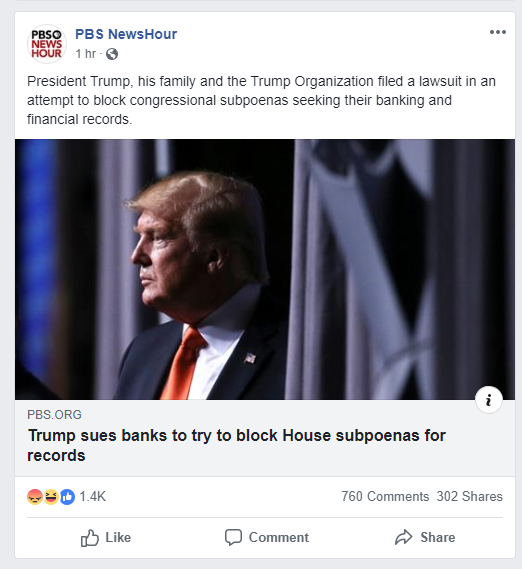 PBS
NEWS
HOUR
PBS NewsHour
1 hr ·
President Trump, his family and the Trump Organization filed a lawsuit in an
attempt to block congressional subpoenas seeking their banking and
financial records.
i
PBS.ORG
Trump sues banks to try to block House subpoenas for
records
1.4K
760 Comments 302 Shares
Like
Comment
Share